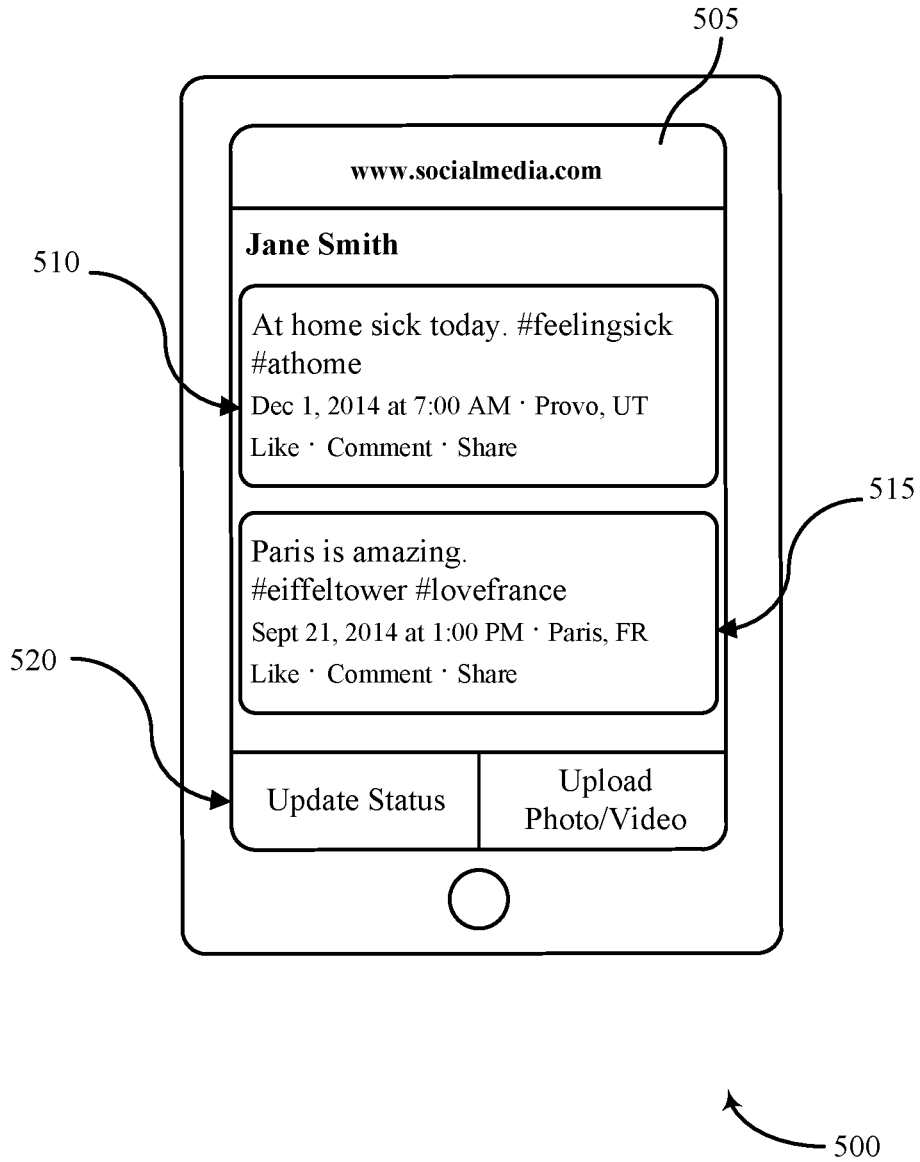 505
www.socialmedia.com
Jane Smith
510
At home sick today. #feelingsick
#athome
Dec 1, 2014 at 7:00 AM · Provo, UT
Like · Comment · Share
515
Paris is amazing.
#eiffeltower #lovefrance
Sept 21, 2014 at 1:00 PM · Paris, FR
520
Like · Comment · Share
Update Status
Upload
Photo/Video
500